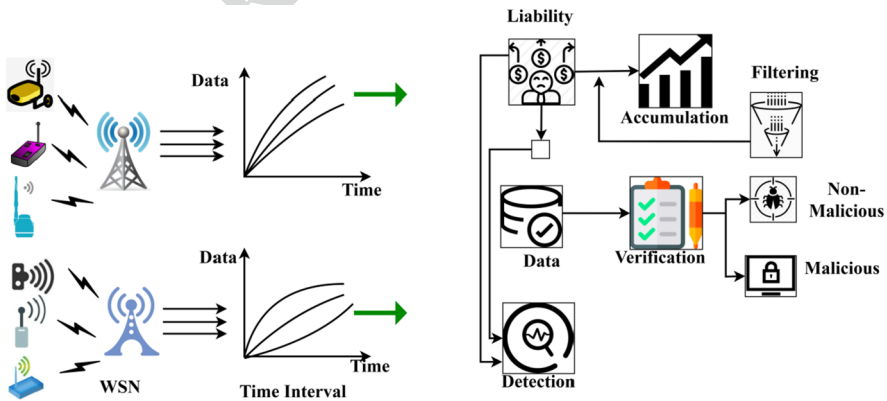 Liability
Data
Filtering
Accumulation
Time
Non-
Malicious
Data
Data
Verification
Malicious
Time
WSN
Time Interval
Detection